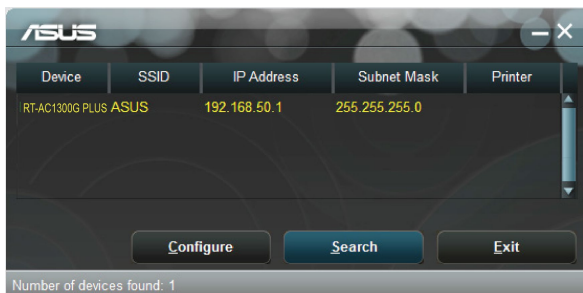 ASUS
Device SSID IP Address Subnet Mask Printer
RT-AC1300G PLUS ASUS 192.168.50.1 255.255.255.0
Configure Search Exit
Number of devices found: 1